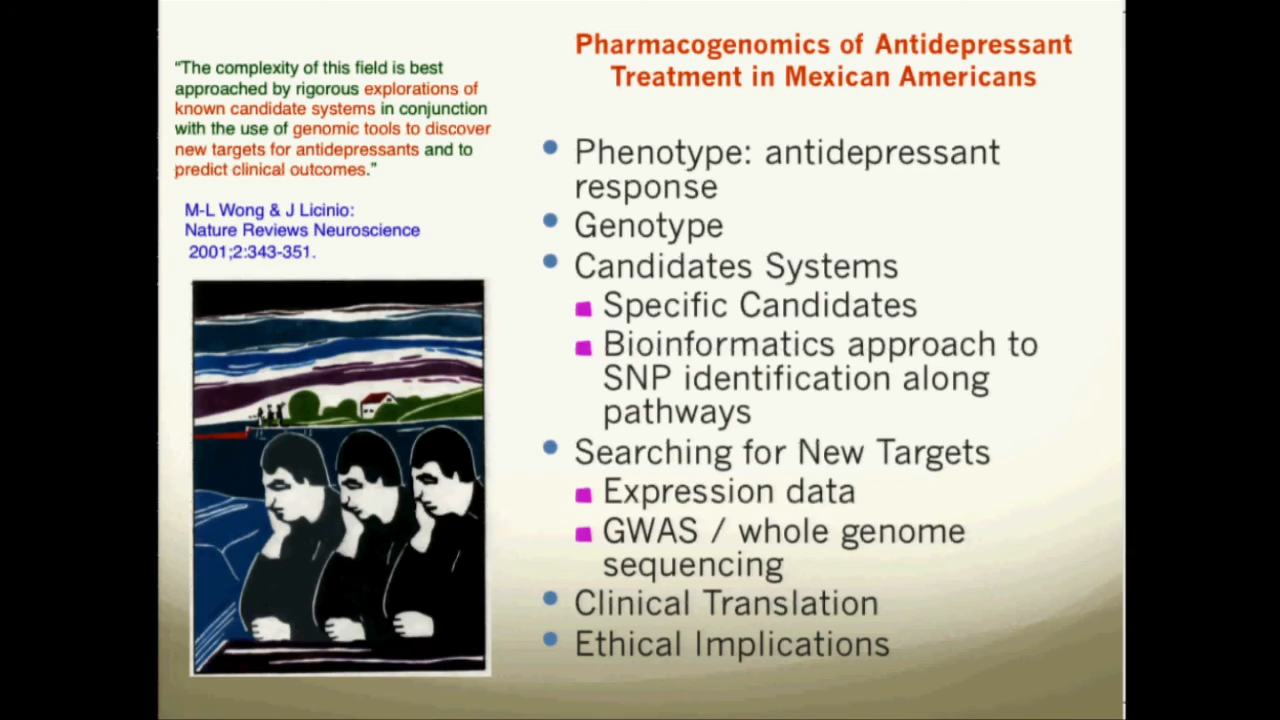 “The complexity of this field is best
approached by rigorous explorations of
known candidate systems in conjunction
with the use of genomic tools to discover
new targets for antidepressants and to
predict clinical outcomes.”
M-L Wong & J Licinio:
Nature Reviews Neuroscience
2001;2:343-351.
Pharmacogenomics of Antidepressant
Treatment in Mexican Americans
Phenotype: antidepressant
response
Genotype
Candidates Systems
Specific Candidates
Bioinformatics approach to
SNP identification along
pathways
Searching for New Targets
Expression data
GWAS / whole genome
sequencing
Clinical Translation
Ethical Implications